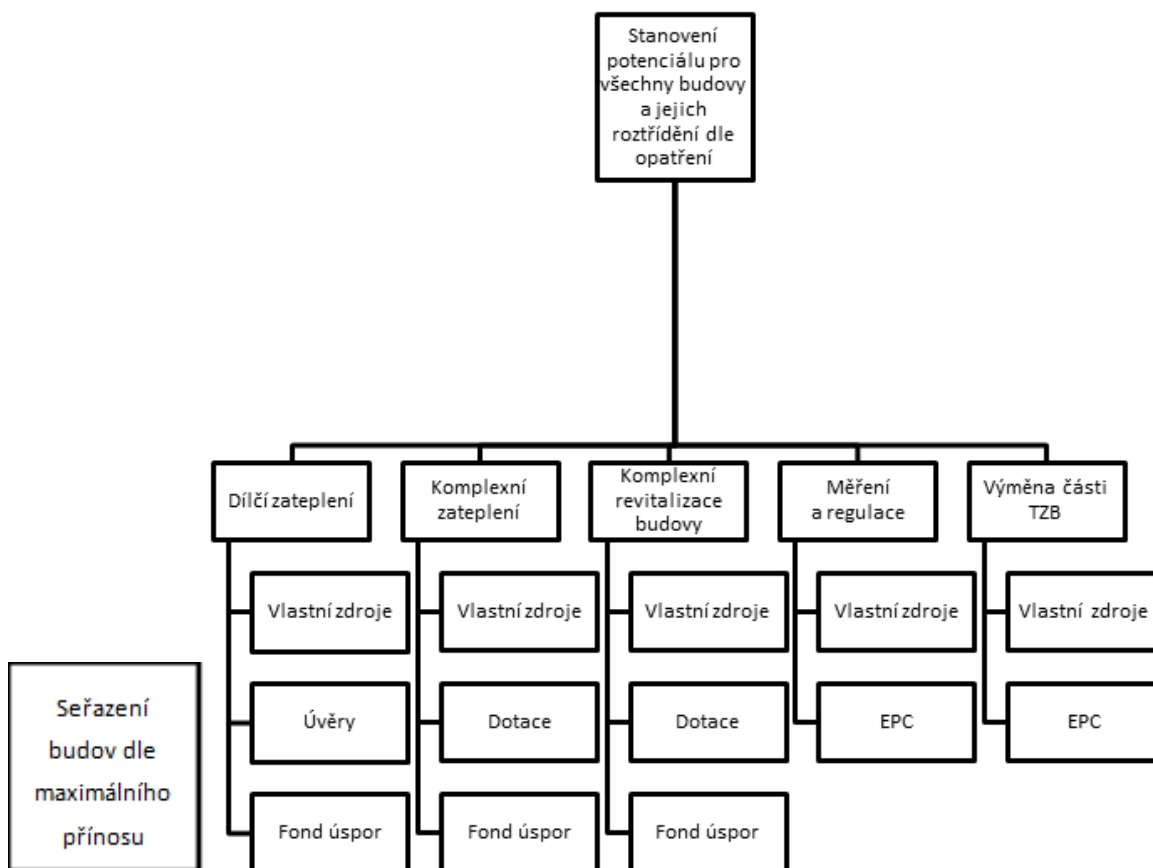 Stanovení
potenciálu pro
všechny budovy
a jejich
roztřídění dle
opatření
Dílčí zateplení
Komplexní
zateplení
Komplexní
revitalizace
budovy
Měření
a regulace
Výměna části
TZB
Vlastní zdroje
Vlastní zdroje
Vlastní zdroje
Vlastní zdroje
Vlastní zdroje
Seřazení
budov dle
maximálního
přínosu
Úvěry
Dotace
Dotace
EPC
EPC
Fond úspor
Fond úspor
Fond úspor